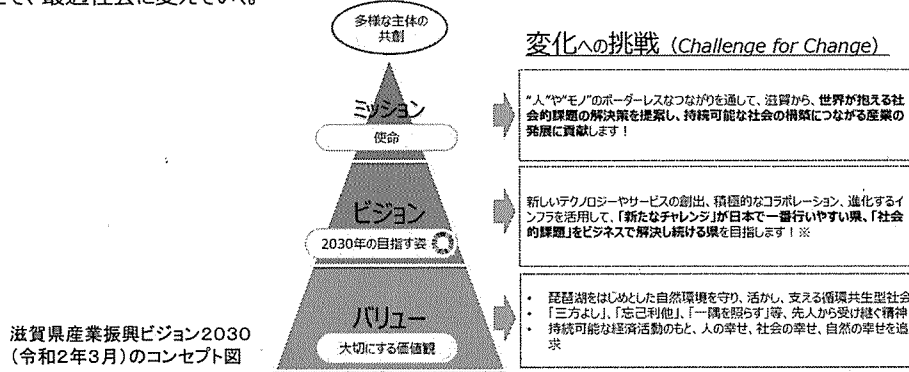 最適社会に変えていく。
多様な主体の
共創
変化への挑戦 (Challenge for Change)
ミッション
使命
"人"や"モノ"のボーダーレスなつながりを通して、滋賀から、世界が抱える社
会的課題の解決策を提案し、持続可能な社会の構築につながる産業の
発展に貢献します！
ビジョン
2030年の目指す姿
新しいテクノロジーやサービスの創出、積極的なコラボレーション、進化するイ
ンフラを活用して、「新たなチャレンジ」が日本で一番行いやすい県、「社会
的課題」をビジネスで解決し続ける県を目指します！※
バリュー
大切にする価値観
・ 琵琶湖をはじめとした自然環境を守り、活かし、支える循環共生型社会
・ 「三方よし」、「忘己利他」、「一隅を照らす」等、先人から受け継ぐ精神
・ 持続可能な経済活動のもと、人の幸せ、社会の幸せ、自然の幸せを追
求
滋賀県産業振興ビジョン2030
(令和2年3月)のコンセプト図